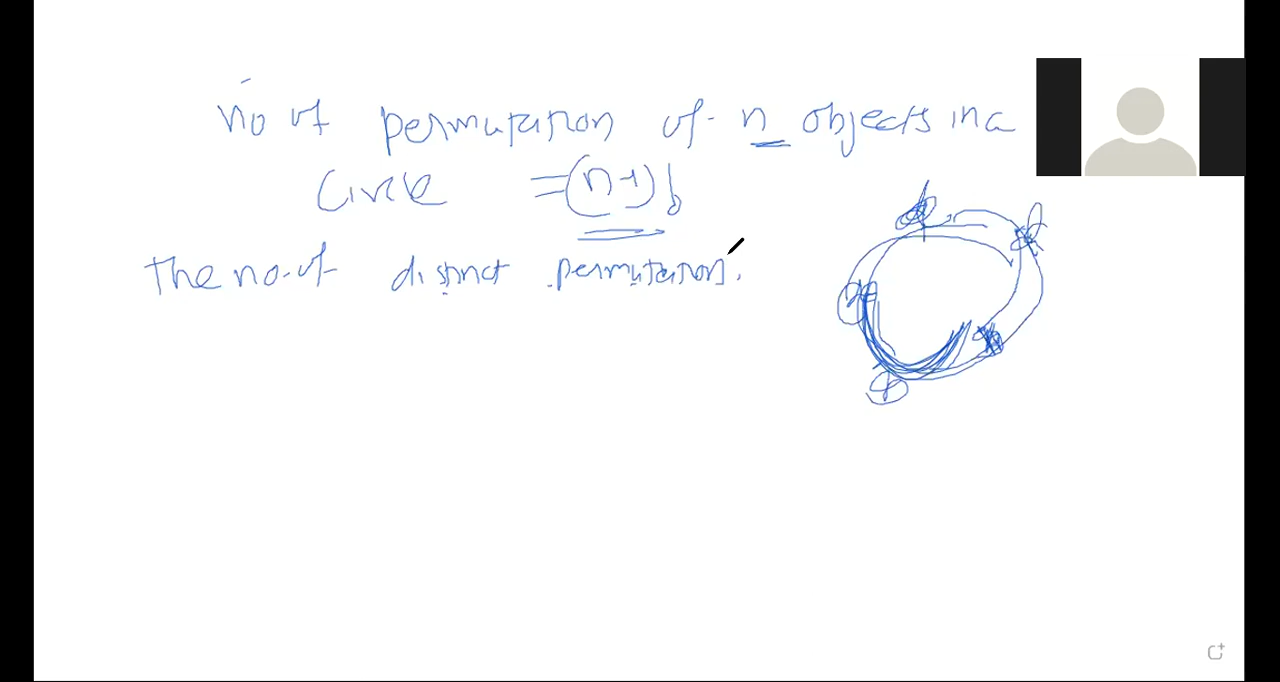 no of permutation of n objects in a
Circle = (n-1)!
The no. of distinct permutation.